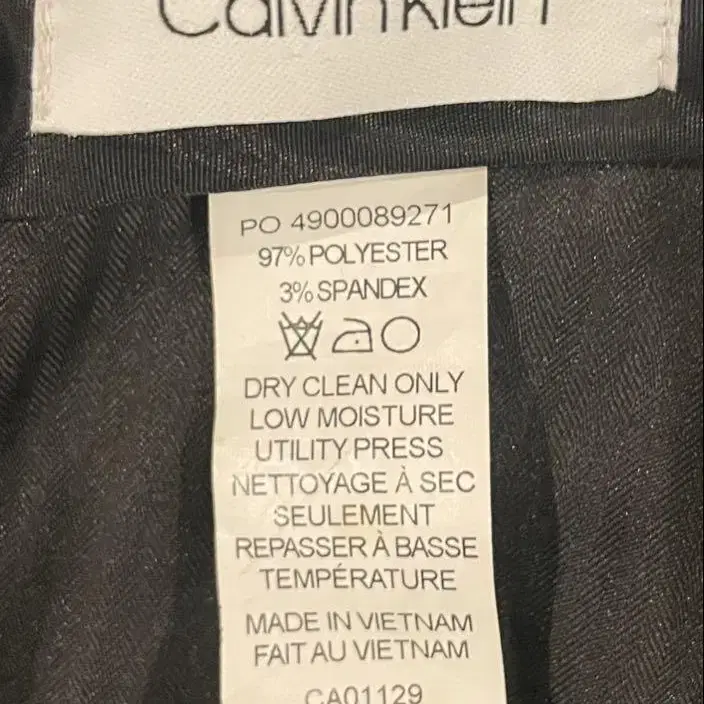 Calvin Klein
PO 4900089271
97% POLYESTER
3% SPANDEX
DRY CLEAN ONLY
LOW MOISTURE
UTILITY PRESS
NETTOYAGE À SEC
SEULEMENT
REPASSER À BASSE
TEMPÉRATURE
MADE IN VIETNAM
FAIT AU VIETNAM
CA01129